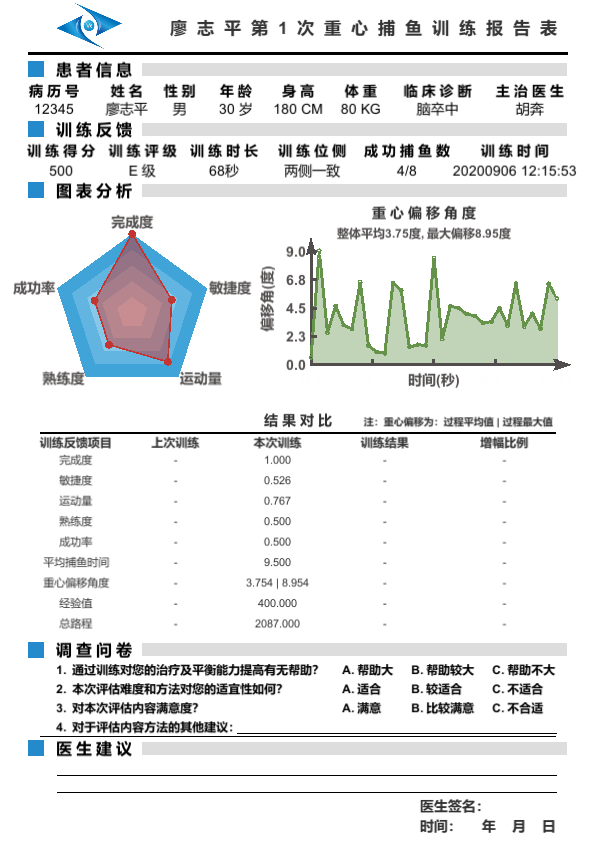 廖志平第1次重心捕鱼训练报告表
患者信息
病历号 姓名 性别 年龄 身高 体重 临床诊断 主治医生
12345 廖志平 男 30 岁 180 CM 80 KG 脑卒中 胡奔
训练反馈
训练得分 训练评级 训练时长 训练位侧 成功捕鱼数 训练时间
500 E 级 68秒 两侧一致 4/8 20200906 12:15:53
图表分析
完成度
成功率
敏捷度
熟练度
运动量
重心偏移角度
整体平均3.75度, 最大偏移8.95度
偏移角(度)
9.0
6.8
4.5
2.3
0.0
时间(秒)
结果对比 注：重心偏移为：过程平均值 | 过程最大值
训练反馈项目 上次训练 本次训练 训练结果 增幅比例
完成度 - 1.000 - -
敏捷度 - 0.526 - -
运动量 - 0.767 - -
熟练度 - 0.500 - -
成功率 - 0.500 - -
平均捕鱼时间 - 9.500 - -
重心偏移角度 - 3.754 | 8.954 - -
经验值 - 400.000 - -
总路程 - 2087.000 - -
调查问卷
1. 通过训练对您的治疗及平衡能力提高有无帮助? A. 帮助大 B. 帮助较大 C. 帮助不大
2. 本次评估难度和方法对您的适宜性如何? A. 适合 B. 较适合 C. 不适合
3. 对本次评估内容满意度? A. 满意 B. 比较满意 C. 不合适
4. 对于评估内容方法的其他建议:
医生建议
医生签名:
时间: 年 月 日